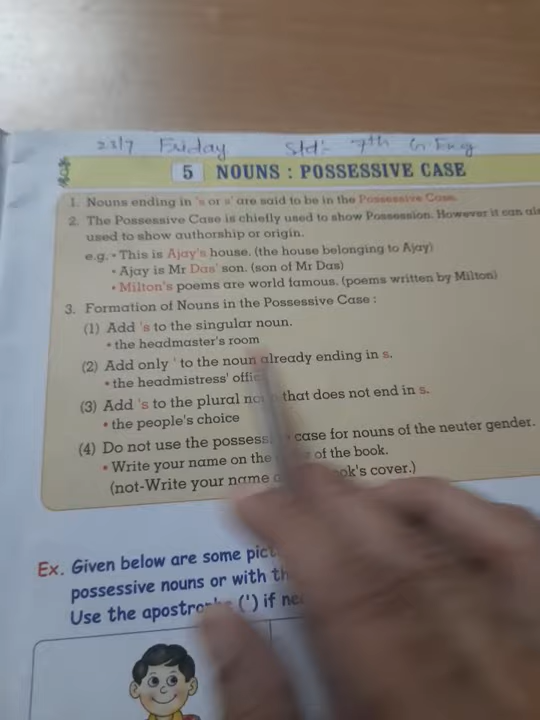 23/7 Friday Std:- 7th G. Eng
5 NOUNS : POSSESSIVE CASE
1. Nouns ending in 's or s' are said to be in the Possessive Case.
2. The Possessive Case is chiefly used to show Possession. However it can
used to show authorship or origin.
e.g. • This is Ajay's house. (the house belonging to Ajay)
• Ajay is Mr Das' son. (son of Mr Das)
• Milton's poems are world famous. (poems written by Milton)
3. Formation of Nouns in the Possessive Case :
(1) Add 's to the singular noun.
• the headmaster's room
(2) Add only ' to the noun already ending in s.
• the headmistress'
(3) Add 's to the plural that does not end in s.
• the people's choice
(4) Do not use the case for nouns of the neuter gender.
• Write your name on the of the book.
(not-Write your name cover.)
Ex. Given below are some
possessive nouns or with
Use the (') if